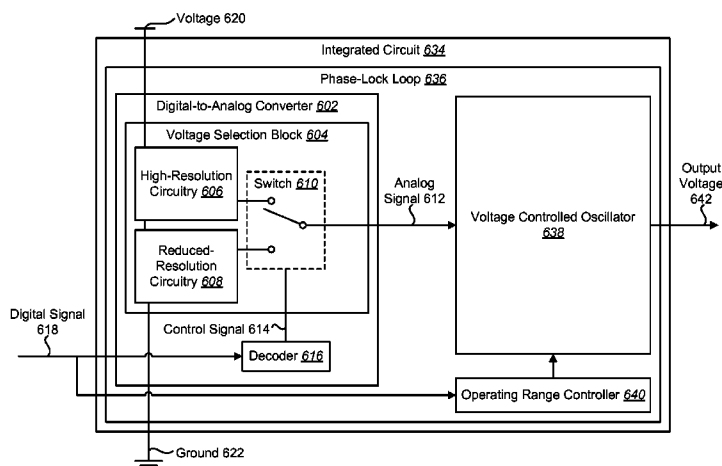 Voltage 620
Integrated Circuit 634
Phase-Lock Loop 636
Digital-to-Analog Converter 602
Voltage Selection Block 604
High-Resolution
Circuitry 606
Switch 610
Analog
Signal 612
Voltage Controlled Oscillator
638
Output
Voltage
642
Reduced-
Resolution
Circuitry 608
Digital Signal
618
Control Signal 614
Decoder 616
Operating Range Controller 640
Ground 622